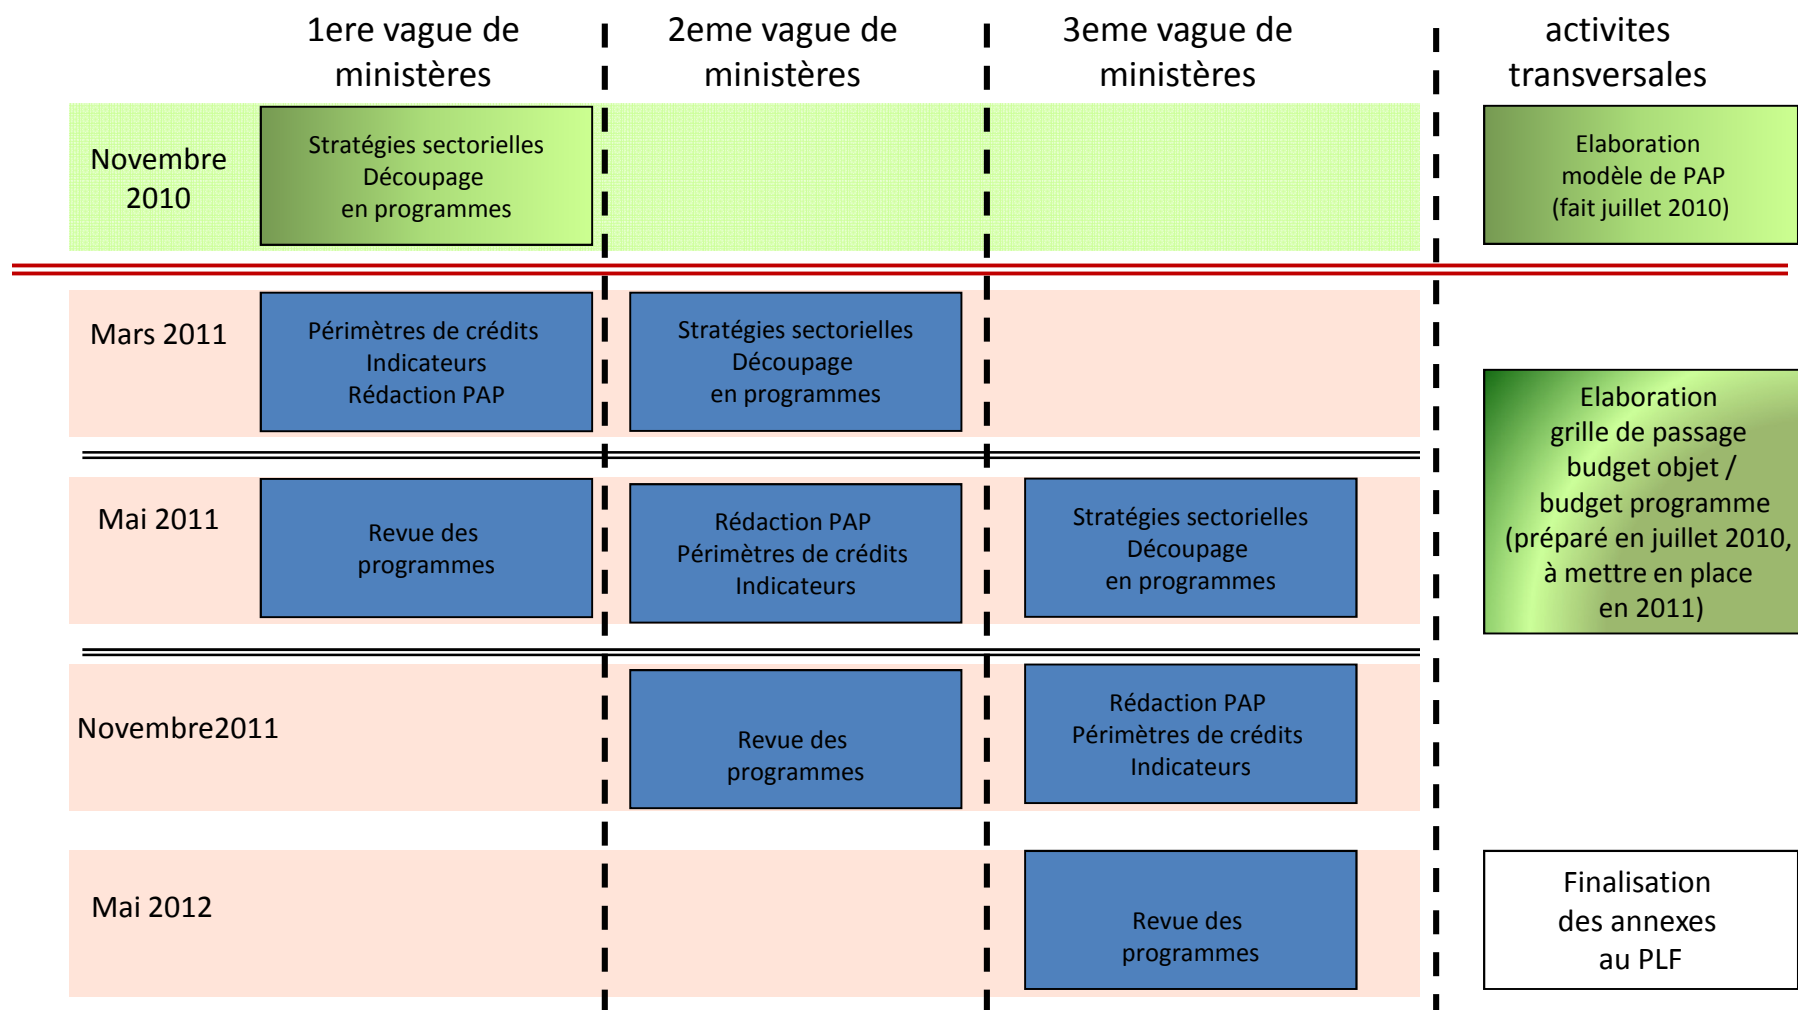 1ere vague de
ministères
2eme vague de
ministères
3eme vague de
ministères
activites
transversales
Novembre
2010
Stratégies sectorielles
Découpage
en programmes
Elaboration
modèle de PAP
(fait juillet 2010)
Mars 2011
Périmètres de crédits
Indicateurs
Rédaction PAP
Stratégies sectorielles
Découpage
en programmes
Elaboration
grille de passage
budget objet /
budget programme
(préparé en juillet 2010,
à mettre en place
en 2011)
Mai 2011
Revue des
programmes
Rédaction PAP
Périmètres de crédits
Indicateurs
Stratégies sectorielles
Découpage
en programmes
Novembre2011
Revue des
programmes
Rédaction PAP
Périmètres de crédits
Indicateurs
Mai 2012
Revue des
programmes
Finalisation
des annexes
au PLF